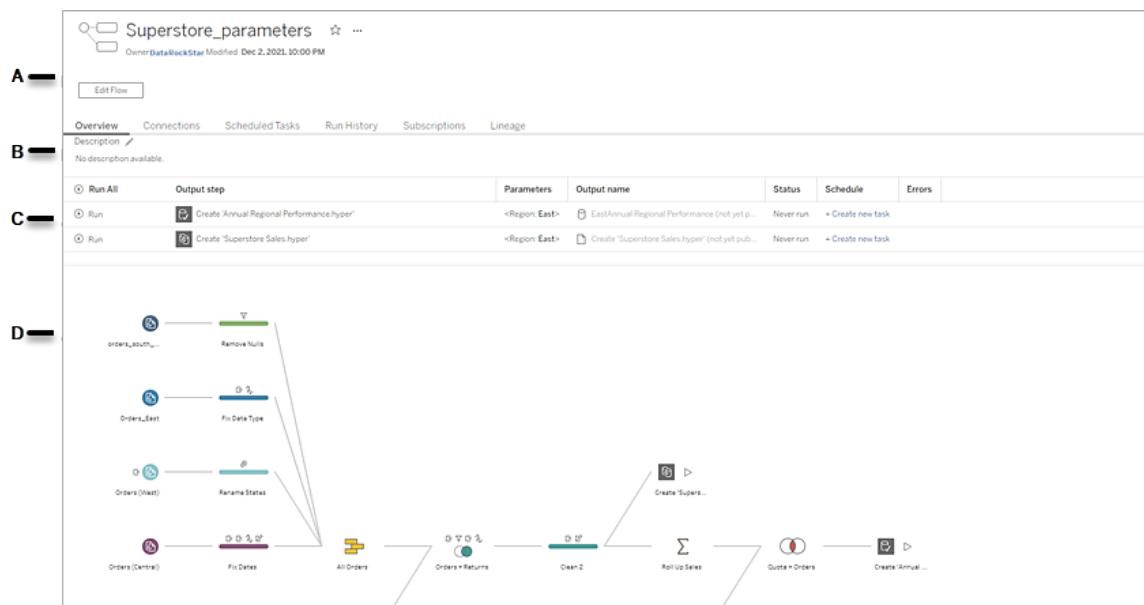 Superstore_parameters
Owner DataRockStar Modified Dec 2, 2021, 10:00 PM
A
Edit Flow
Overview Connections Scheduled Tasks Run History Subscriptions Lineage
B
Description
No description available.
Run All Output step Parameters Output name Status Schedule Errors
C
Run Create 'Annual Regional Performance.hyper' <Region: East> EastAnnual Regional Performance (not yet p... Never run + Create new task
Run Create 'Superstore Sales.hyper' <Region: East> Create 'Superstore Sales.hyper' (not yet pub... Never run + Create new task
D
orders_south_... Remove Nulls
Orders_East Fix Data Type
Orders (West) Rename States Create 'Supers...
Orders (Central) Fix Dates All Orders Orders + Returns Clean 2 Roll Up Sales Quota + Orders Create 'Annual ...